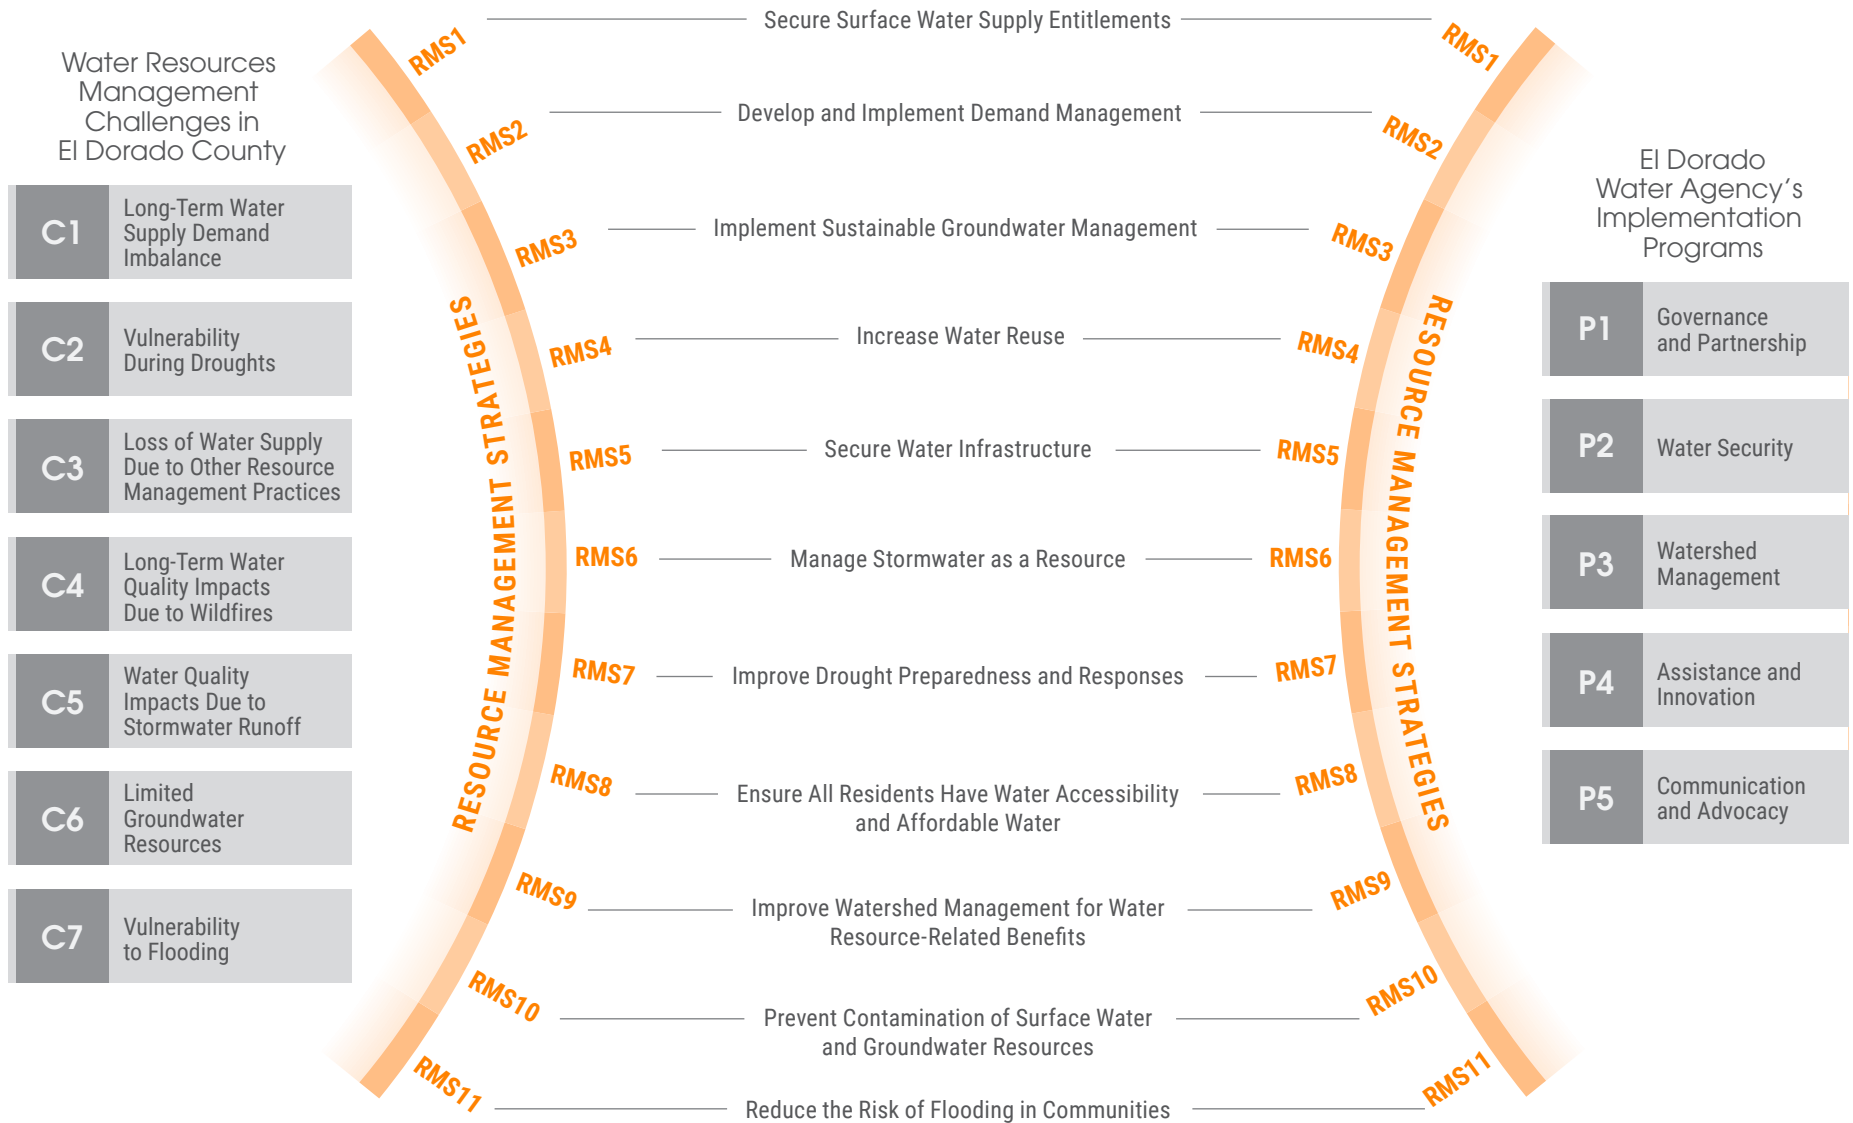 Water Resources
Management
Challenges in
El Dorado County
C1
Long-Term Water
Supply Demand
Imbalance
C2
Vulnerability
During Droughts
C3
Loss of Water Supply
Due to Other Resource
Management Practices
C4
Long-Term Water
Quality Impacts
Due to Wildfires
C5
Water Quality
Impacts Due to
Stormwater Runoff
C6
Limited
Groundwater
Resources
C7
Vulnerability
to Flooding
RESOURCE MANAGEMENT STRATEGIES
RMS1 Secure Surface Water Supply Entitlements RMS1
RMS2 Develop and Implement Demand Management RMS2
RMS3 Implement Sustainable Groundwater Management RMS3
RMS4 Increase Water Reuse RMS4
RMS5 Secure Water Infrastructure RMS5
RMS6 Manage Stormwater as a Resource RMS6
RMS7 Improve Drought Preparedness and Responses RMS7
RMS8 Ensure All Residents Have Water Accessibility RMS8
and Affordable Water
RMS9 Improve Watershed Management for Water RMS9
Resource-Related Benefits
RMS10 Prevent Contamination of Surface Water RMS10
and Groundwater Resources
RMS11 Reduce the Risk of Flooding in Communities RMS11
RESOURCE MANAGEMENT STRATEGIES
El Dorado
Water Agency's
Implementation
Programs
P1
Governance
and Partnership
P2
Water Security
P3
Watershed
Management
P4
Assistance and
Innovation
P5
Communication
and Advocacy